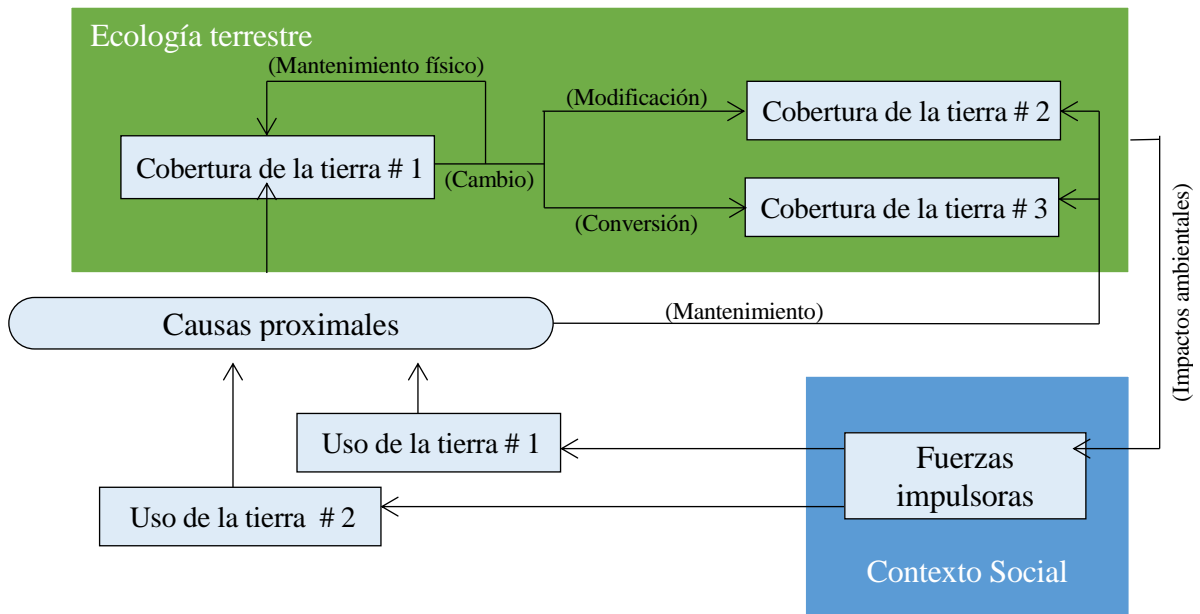 Ecología terrestre
(Mantenimiento físico)
(Modificación)
Cobertura de la tierra # 2
Cobertura de la tierra # 1
(Cambio)
Cobertura de la tierra # 3
(Conversión)
(Impactos ambientales)
Causas proximales
(Mantenimiento)
Uso de la tierra # 1
Fuerzas
impulsoras
Uso de la tierra # 2
Contexto Social